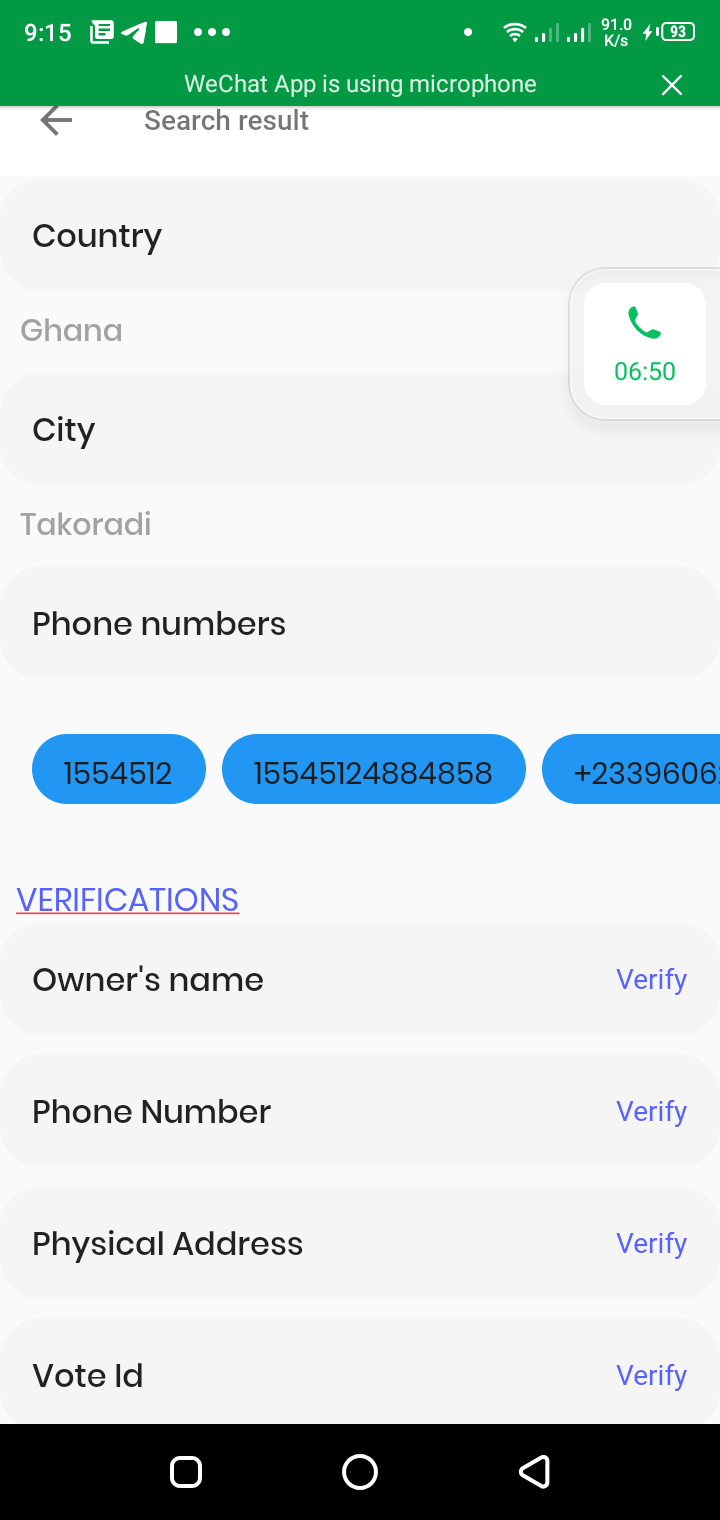 9:15
91.0
K/s
93
WeChat App is using microphone
Search result
Country
Ghana
06:50
City
Takoradi
Phone numbers
1554512
15545124884858
+2339606
VERIFICATIONS
Owner's name
Verify
Phone Number
Verify
Physical Address
Verify
Vote Id
Verify